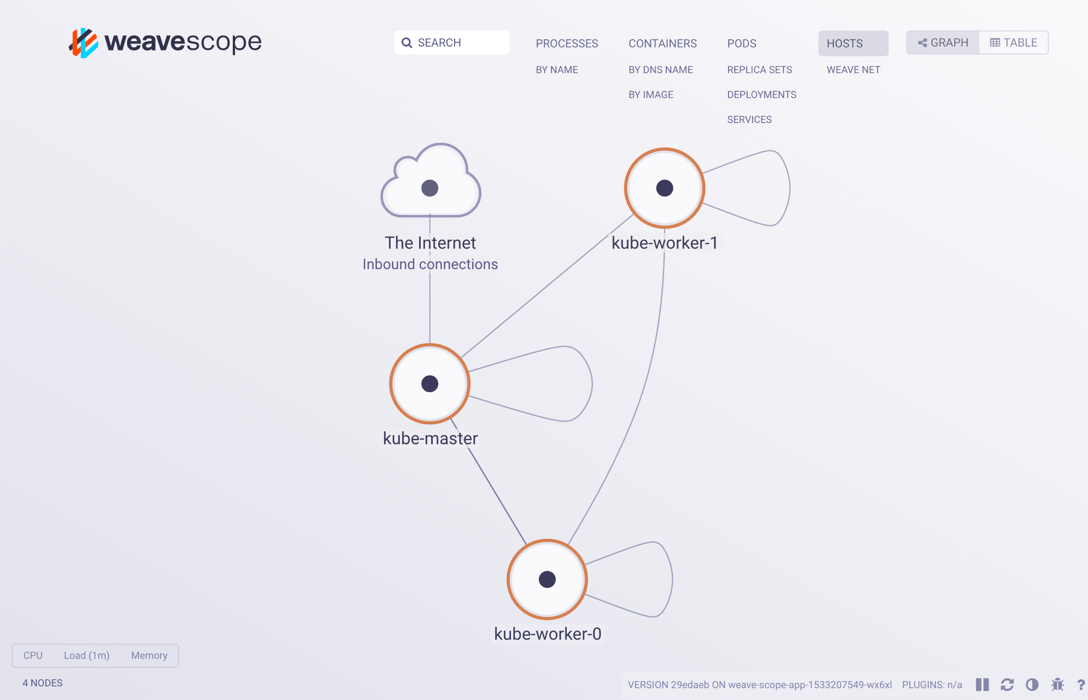 weavescope
SEARCH
PROCESSES
BY NAME
CONTAINERS
BY DNS NAME
BY IMAGE
PODS
REPLICA SETS
DEPLOYMENTS
SERVICES
HOSTS
WEAVE NET
GRAPH
TABLE
The Internet
Inbound connections
kube-worker-1
kube-master
kube-worker-0
CPU Load (1m) Memory
4 NODES
VERSION 29edaeb ON weave-scope-app-1533207549-wx6xl PLUGINS: n/a ?